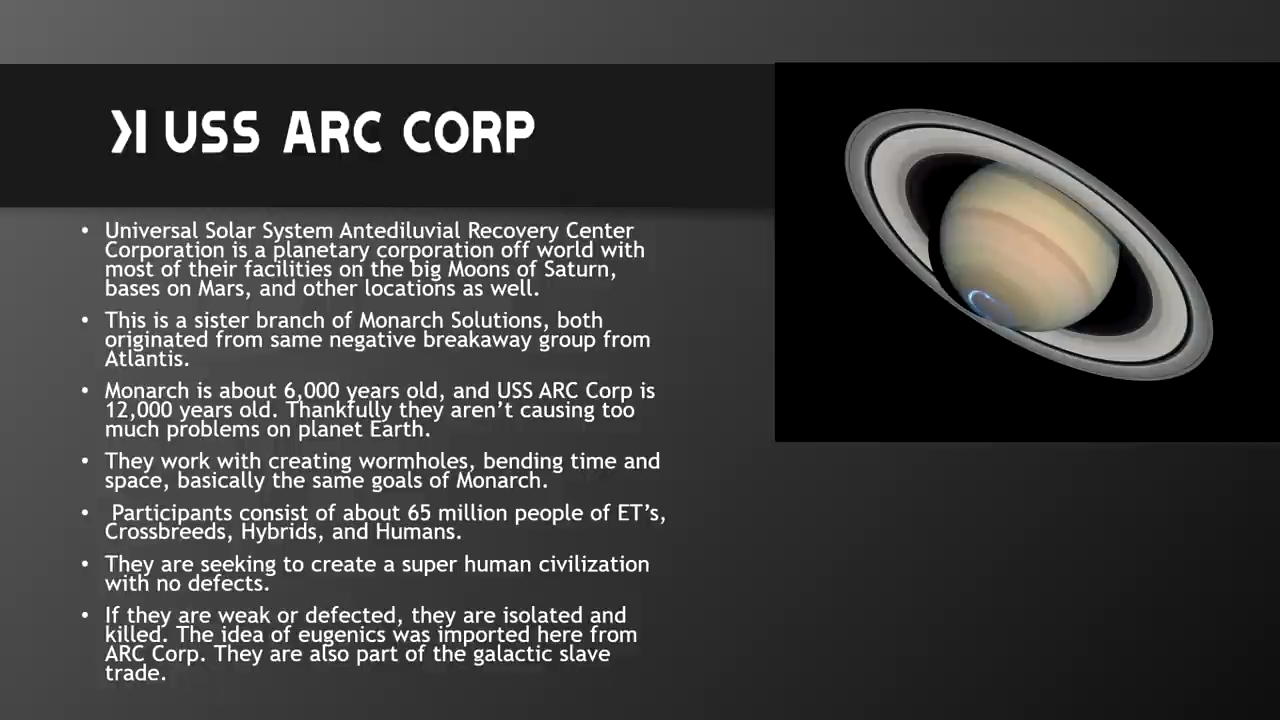 USS ARC CORP
• Universal Solar System Antediluvial Recovery Center
Corporation is a planetary corporation off world with
most of their facilities on the big Moons of Saturn,
bases on Mars, and other locations as well.
• This is a sister branch of Monarch Solutions, both
originated from same negative breakaway group from
Atlantis.
• Monarch is about 6,000 years old, and USS ARC Corp is
12,000 years old. Thankfully they aren’t causing too
much problems on planet Earth.
• They work with creating wormholes, bending time and
space, basically the same goals of Monarch.
• Participants consist of about 65 million people of ET’s,
Crossbreeds, Hybrids, and Humans.
• They are seeking to create a super human civilization
with no defects.
• If they are weak or defected, they are isolated and
killed. The idea of eugenics was imported here from
ARC Corp. They are also part of the galactic slave
trade.